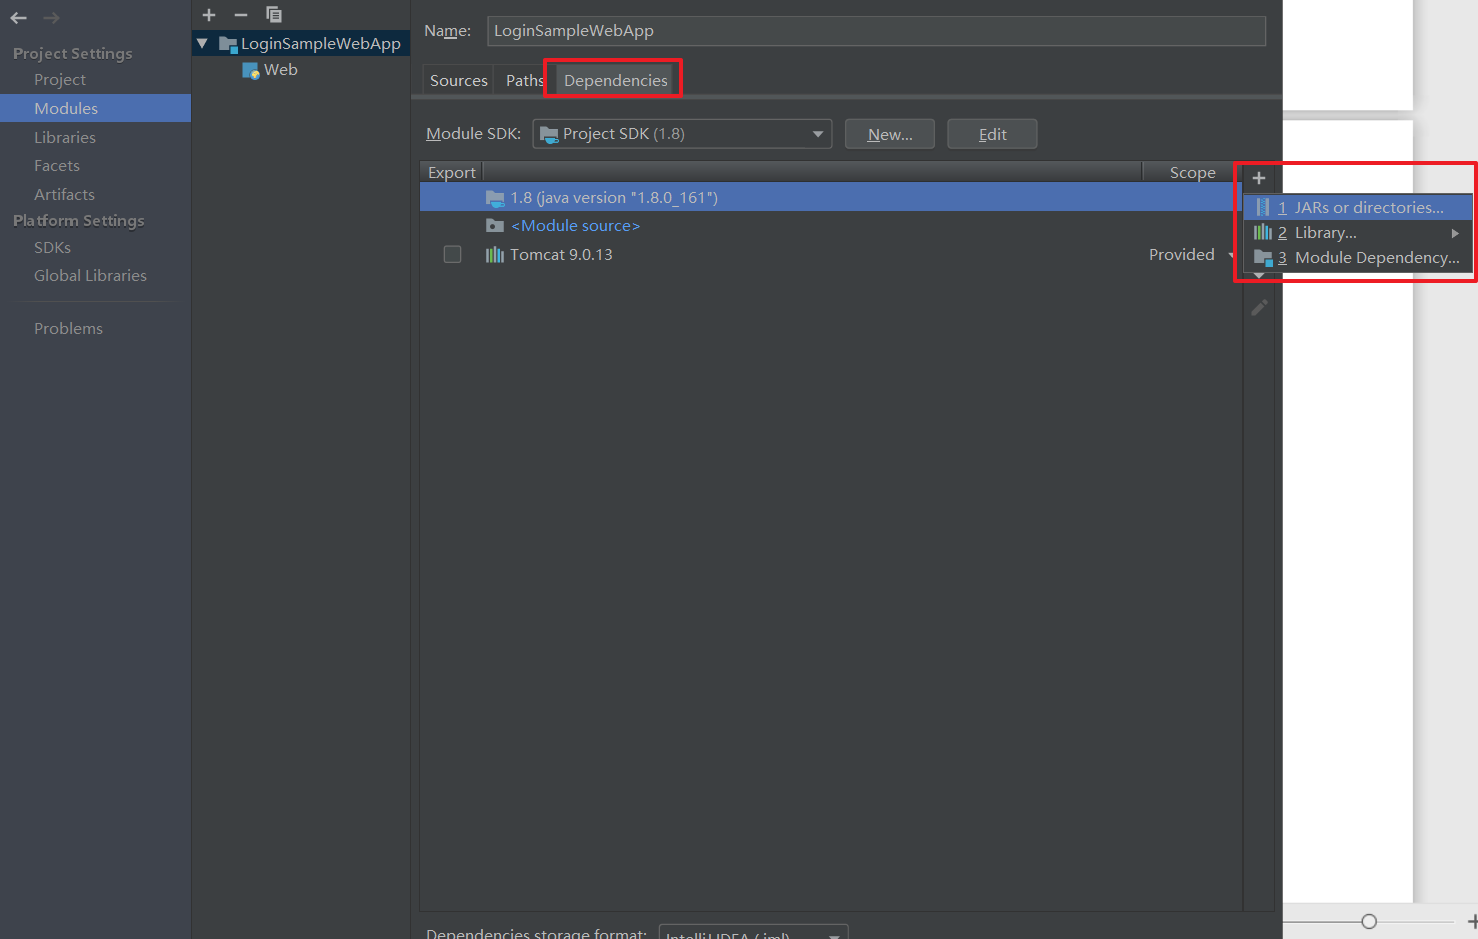 Project Settings
Project
Modules
Libraries
Facets
Artifacts
Platform Settings
SDKs
Global Libraries
Problems
LoginSampleWebApp
Web
Name: LoginSampleWebApp
Sources Paths Dependencies
Module SDK: Project SDK (1.8) New... Edit
Export Scope
1.8 (java version "1.8.0_161")
<Module source>
Tomcat 9.0.13 Provided
1 JARs or directories...
2 Library...
3 Module Dependency...
Dependencies storage format: IntelliJ IDEA (.iml)